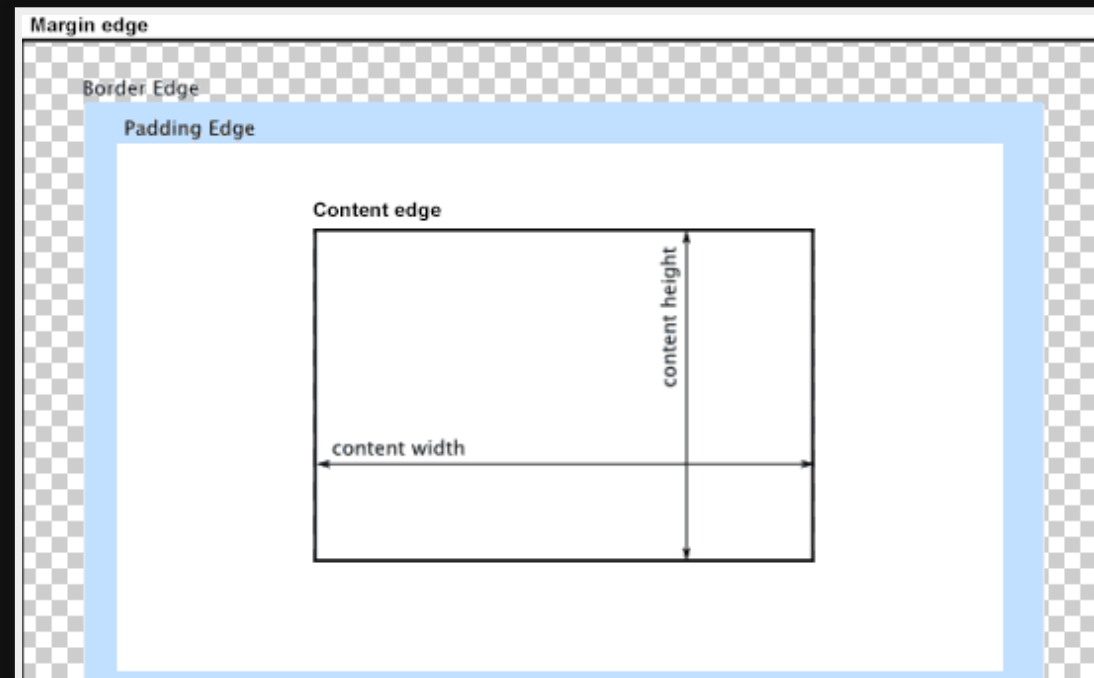 Margin edge
Border Edge
Padding Edge
Content edge
content height
content width